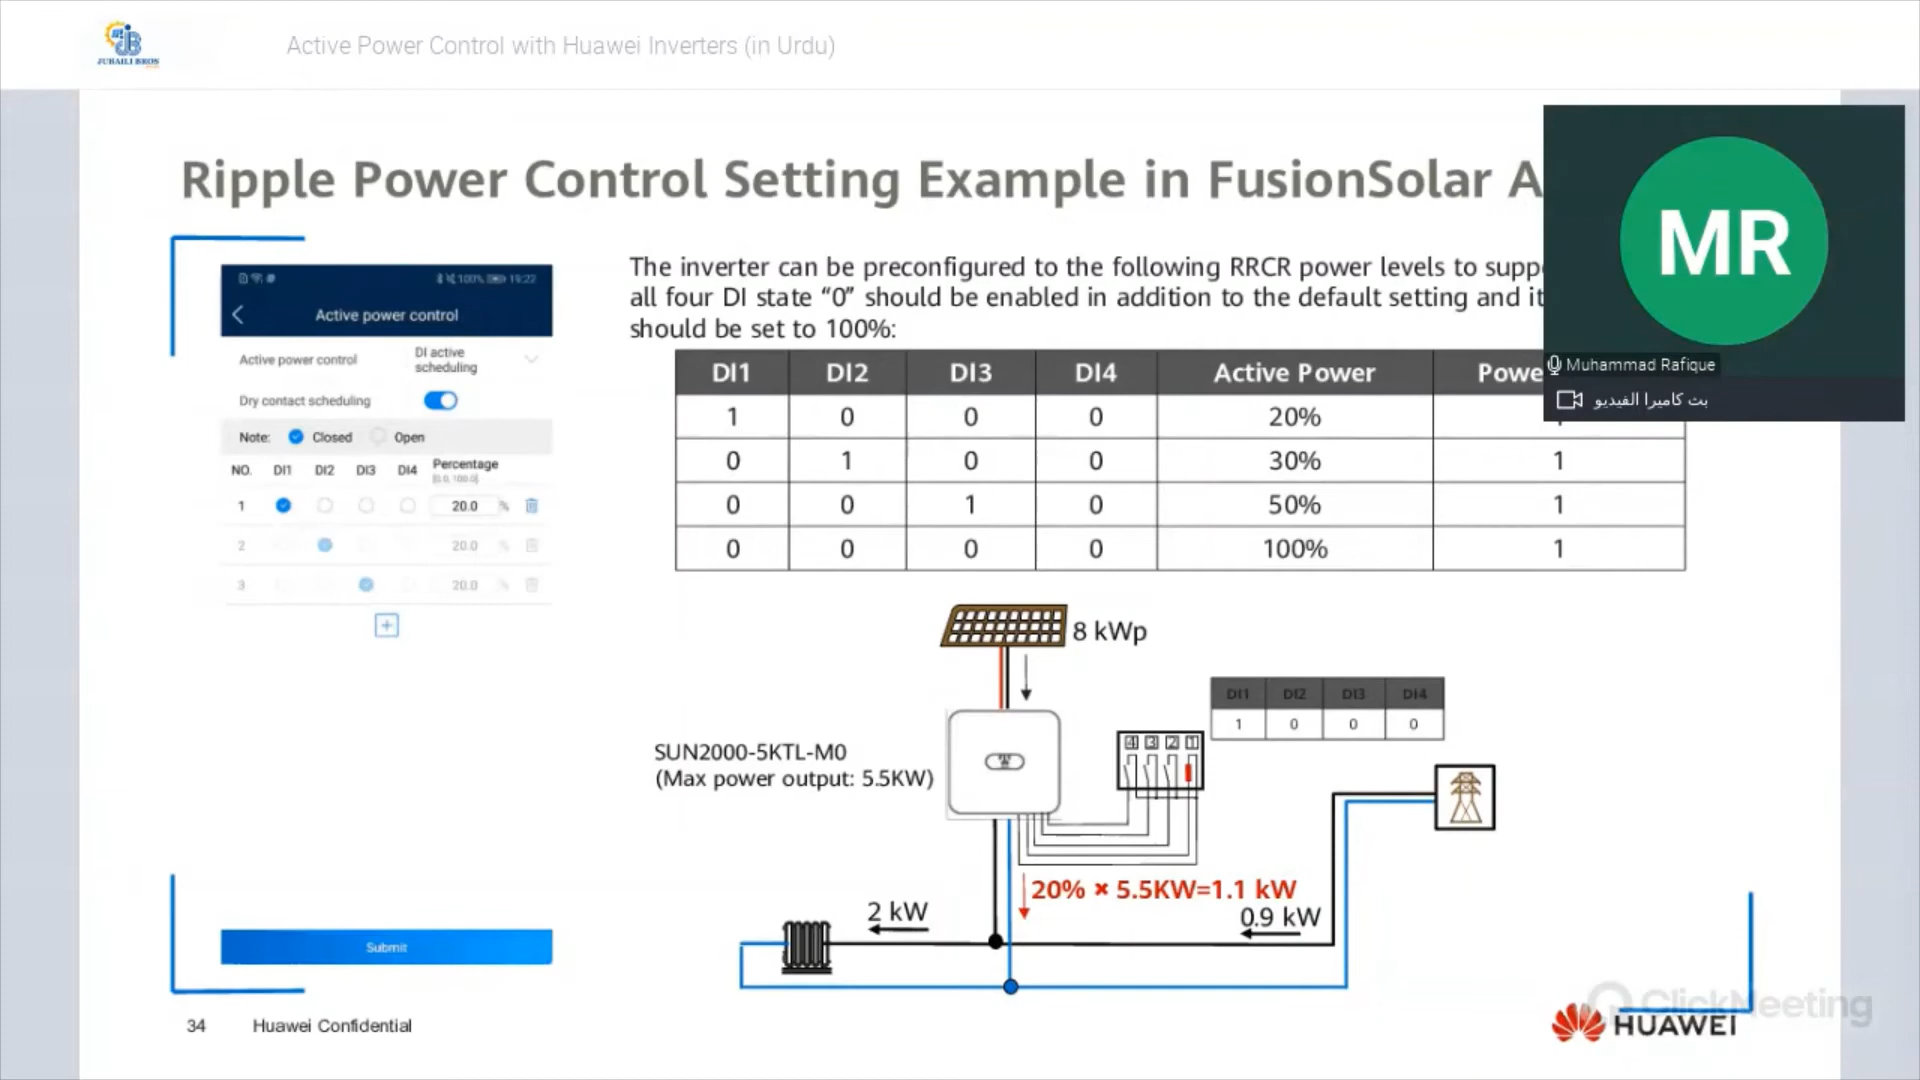 JUBAILI BROS
Active Power Control with Huawei Inverters (in Urdu)
Ripple Power Control Setting Example in FusionSolar A
100% 19:22
Active power control
Active power control
DI active
scheduling
Dry contact scheduling
Note: Closed Open
NO. DI1 DI2 DI3 DI4 Percentage
[0.0, 100.0]
1 20.0 %
2 20.0 %
3 20.0 %
+
Submit
The inverter can be preconfigured to the following RRCR power levels to supp
all four DI state “0” should be enabled in addition to the default setting and it
should be set to 100%:
DI1 DI2 DI3 DI4 Active Power Powe
1 0 0 0 20%
0 1 0 0 30% 1
0 0 1 0 50% 1
0 0 0 0 100% 1
MR
Muhammad Rafique
بث كاميرا الفيديو
8 kWp
DI1 DI2 DI3 DI4
1 0 0 0
SUN2000-5KTL-M0
(Max power output: 5.5KW)
4 3 2 1
20% × 5.5KW=1.1 kW
2 kW
0.9 kW
34 Huawei Confidential
ClickMeeting
HUAWEI